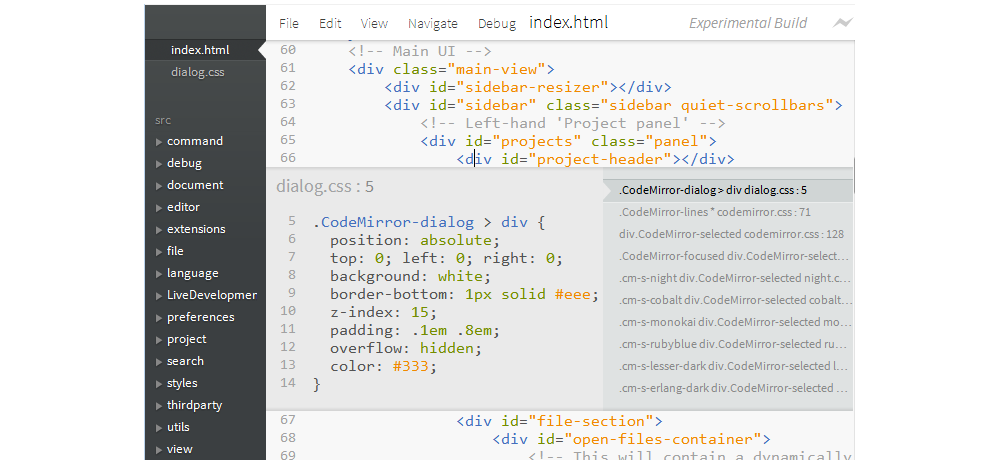 File Edit View Navigate Debug index.html Experimental Build
index.html
dialog.css
src
command
debug
document
editor
extensions
file
language
LiveDevelopmer
preferences
project
search
styles
thirdparty
utils
view
60 <!-- Main UI -->
61 <div class="main-view">
62 <div id="sidebar-resizer"></div>
63 <div id="sidebar" class="sidebar quiet-scrollbars">
64 <!-- Left-hand 'Project panel' -->
65 <div id="projects" class="panel">
66 <div id="project-header"></div>
dialog.css : 5
5 .CodeMirror-dialog > div {
6 position: absolute;
7 top: 0; left: 0; right: 0;
8 background: white;
9 border-bottom: 1px solid #eee;
10 z-index: 15;
11 padding: .1em .8em;
12 overflow: hidden;
13 color: #333;
14 }
.CodeMirror-dialog > div dialog.css : 5
.CodeMirror-lines * codemirror.css : 71
div.CodeMirror-selected codemirror.css : 128
.CodeMirror-focused div.CodeMirror-select...
.cm-s-night div.CodeMirror-selected night.c...
.cm-s-cobalt div.CodeMirror-selected cobalt...
.cm-s-monokai div.CodeMirror-selected mo...
.cm-s-rubyblue div.CodeMirror-selected ru...
.cm-s-lesser-dark div.CodeMirror-selected l...
.cm-s-erlang-dark div.CodeMirror-selected ...
67 <div id="file-section">
68 <div id="open-files-container">
69 <!-- This will contain a dynamically